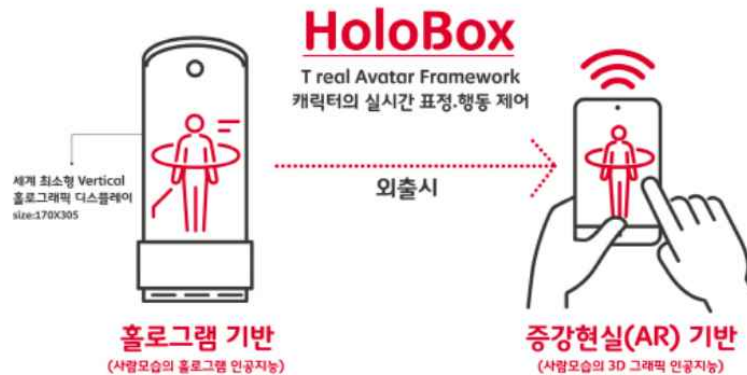 HoloBox
T real Avatar Framework
캐릭터의 실시간 표정.행동 제어
세계 최소형 Vertical
홀로그래픽 디스플레이
size:170X305
외출시
홀로그램 기반
(사람모습의 홀로그램 인공지능)
증강현실(AR) 기반
(사람모습의 3D 그래픽 인공지능)